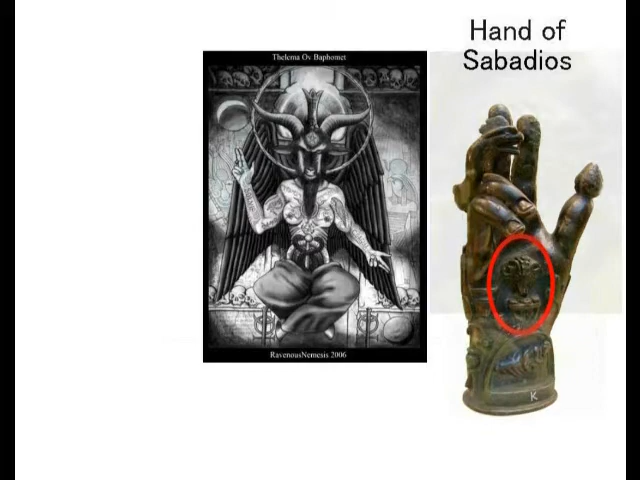 Hand of
Sabadios
Thelema Ov Baphomet
RavenousNemesis 2006
K